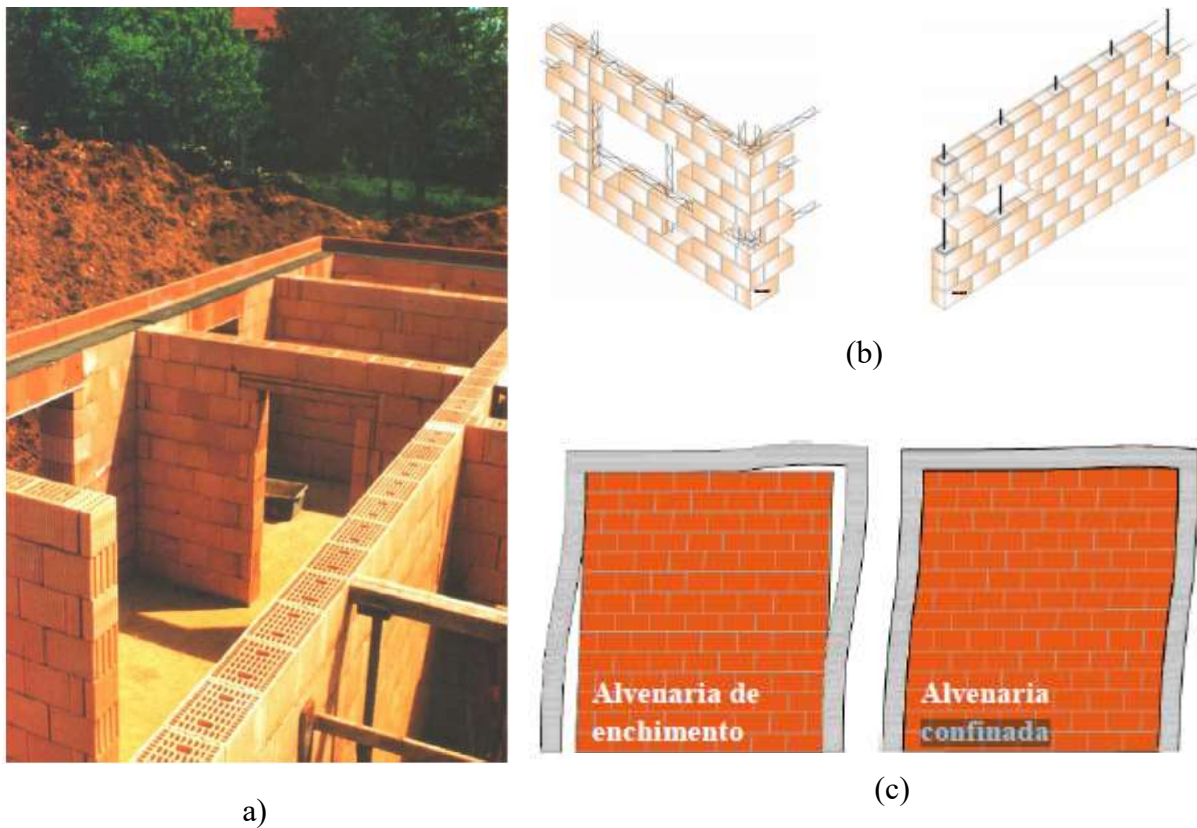 (b)
Alvenaria de
enchimento
Alvenaria
confinada
a)
(c)